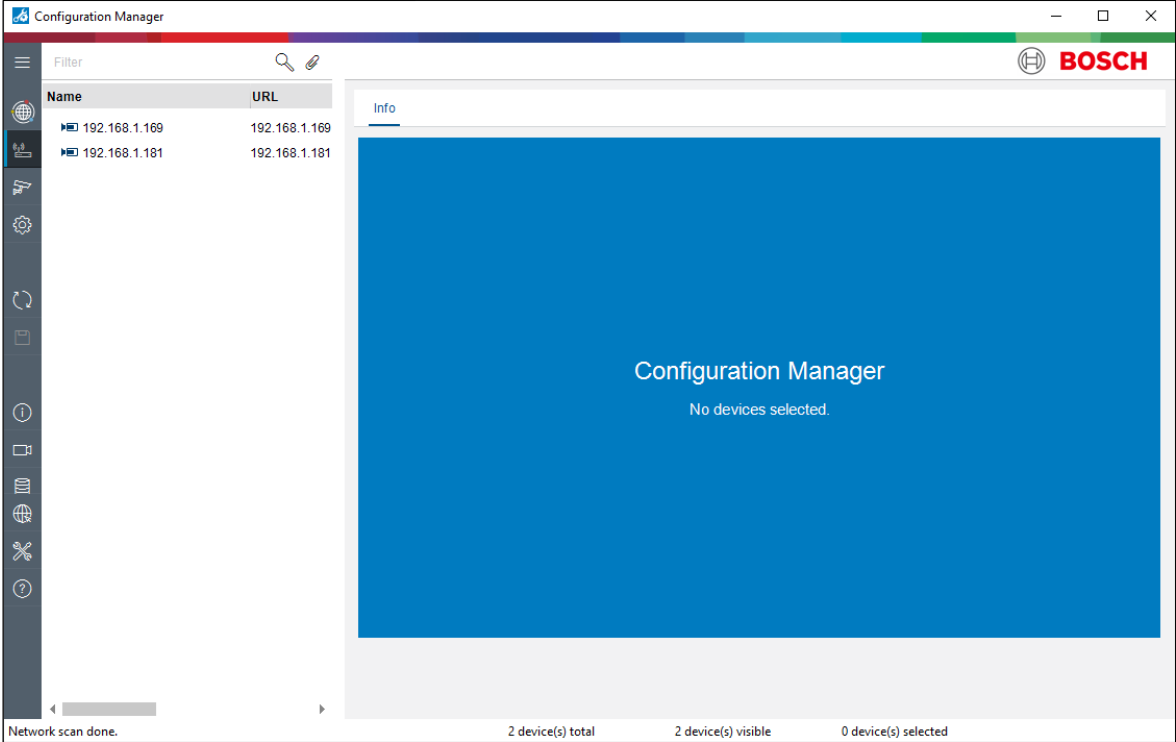 Configuration Manager
Filter
BOSCH
Name URL
192.168.1.169 192.168.1.169
192.168.1.181 192.168.1.181
Info
Configuration Manager
No devices selected.
Network scan done. 2 device(s) total 2 device(s) visible 0 device(s) selected